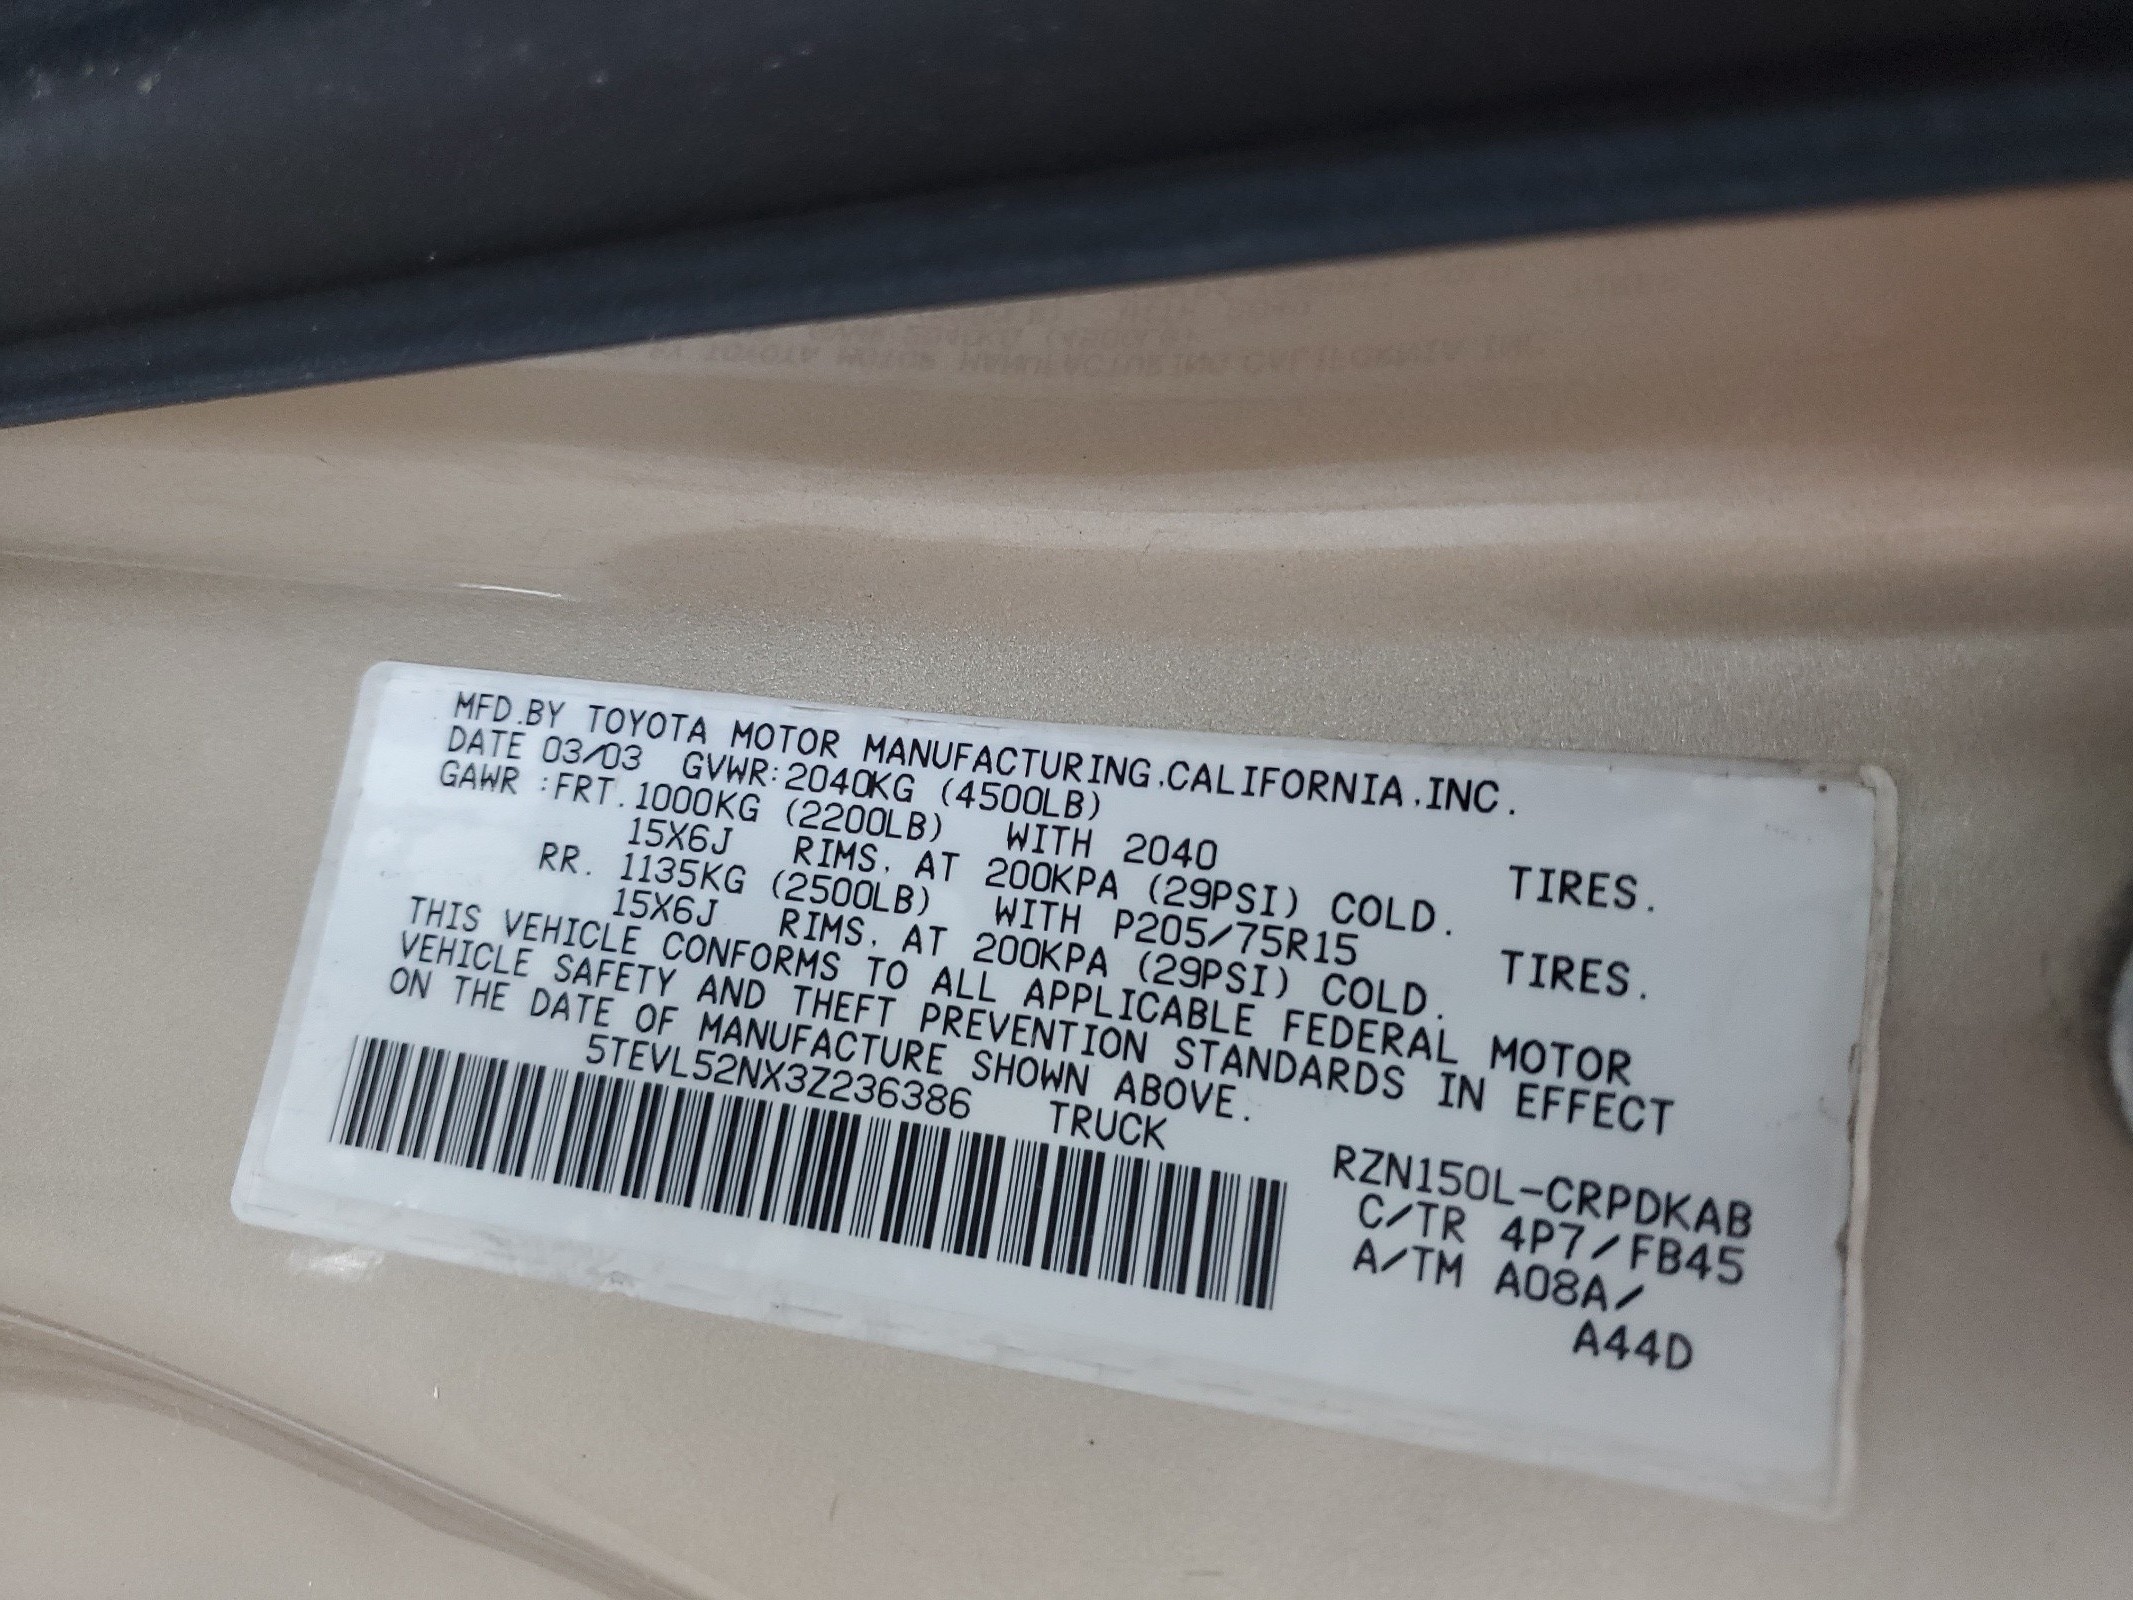 MFD.BY TOYOTA MOTOR MANUFACTURING.CALIFORNIA.INC.
DATE 03/03 GVWR:2040KG (4500LB)
GAWR :FRT.1000KG (2200LB) WITH 2040 TIRES.
15X6J RIMS, AT 200KPA (29PSI) COLD.
RR. 1135KG (2500LB) WITH P205/75R15 TIRES.
15X6J RIMS, AT 200KPA (29PSI) COLD.
THIS VEHICLE CONFORMS TO ALL APPLICABLE FEDERAL MOTOR
VEHICLE SAFETY AND THEFT PREVENTION STANDARDS IN EFFECT
ON THE DATE OF MANUFACTURE SHOWN ABOVE.
5TEVL52NX3Z236386 TRUCK
RZN150L-CRPDKAB
C/TR 4P7/FB45
A/TM A08A/
A44D